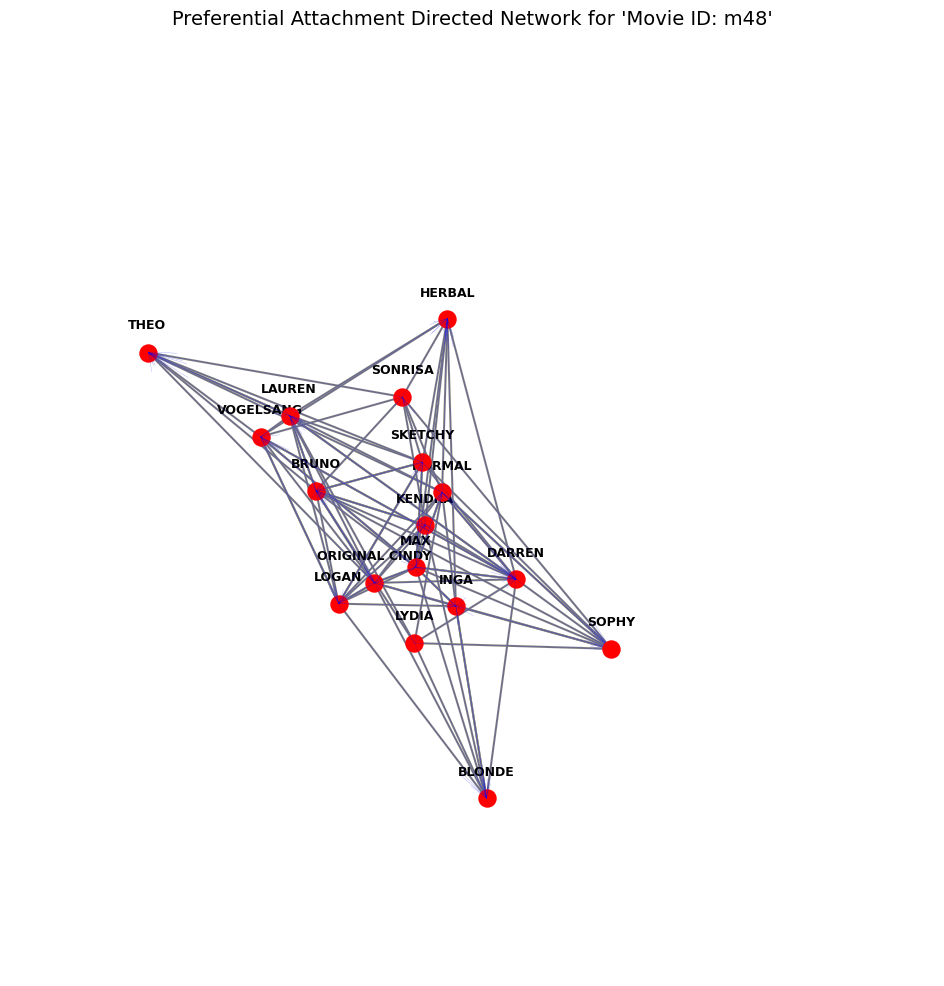 Preferential Attachment Directed Network for 'Movie ID: m48'
HERBAL
THEO
SONRISA
LAUREN
VOGELSANG
SKETCHY
BRUNO
KENDRA
MAX
DARREN
ORIGINAL CINDY
LOGAN
INGA
LYDIA
SOPHY
BLONDE